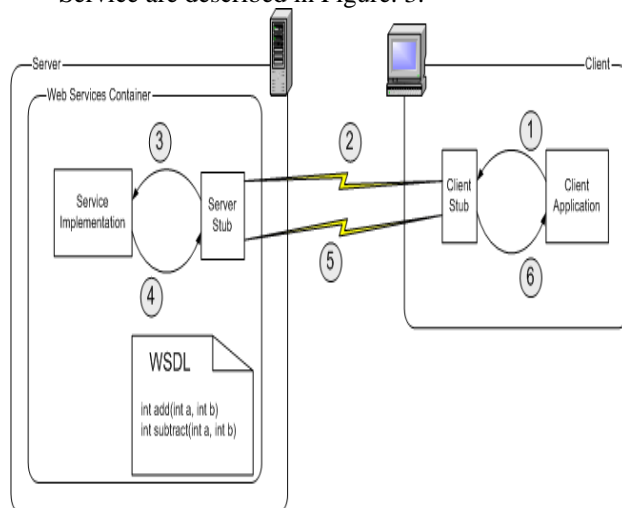 Service are described in Figure. 3.
Server
Client
Web Services Container
3
2
1
Service
Implementation
Server
Stub
Client
Stub
Client
Application
4
5
6
WSDL
int add(int a, int b)
int subtract(int a, int b)